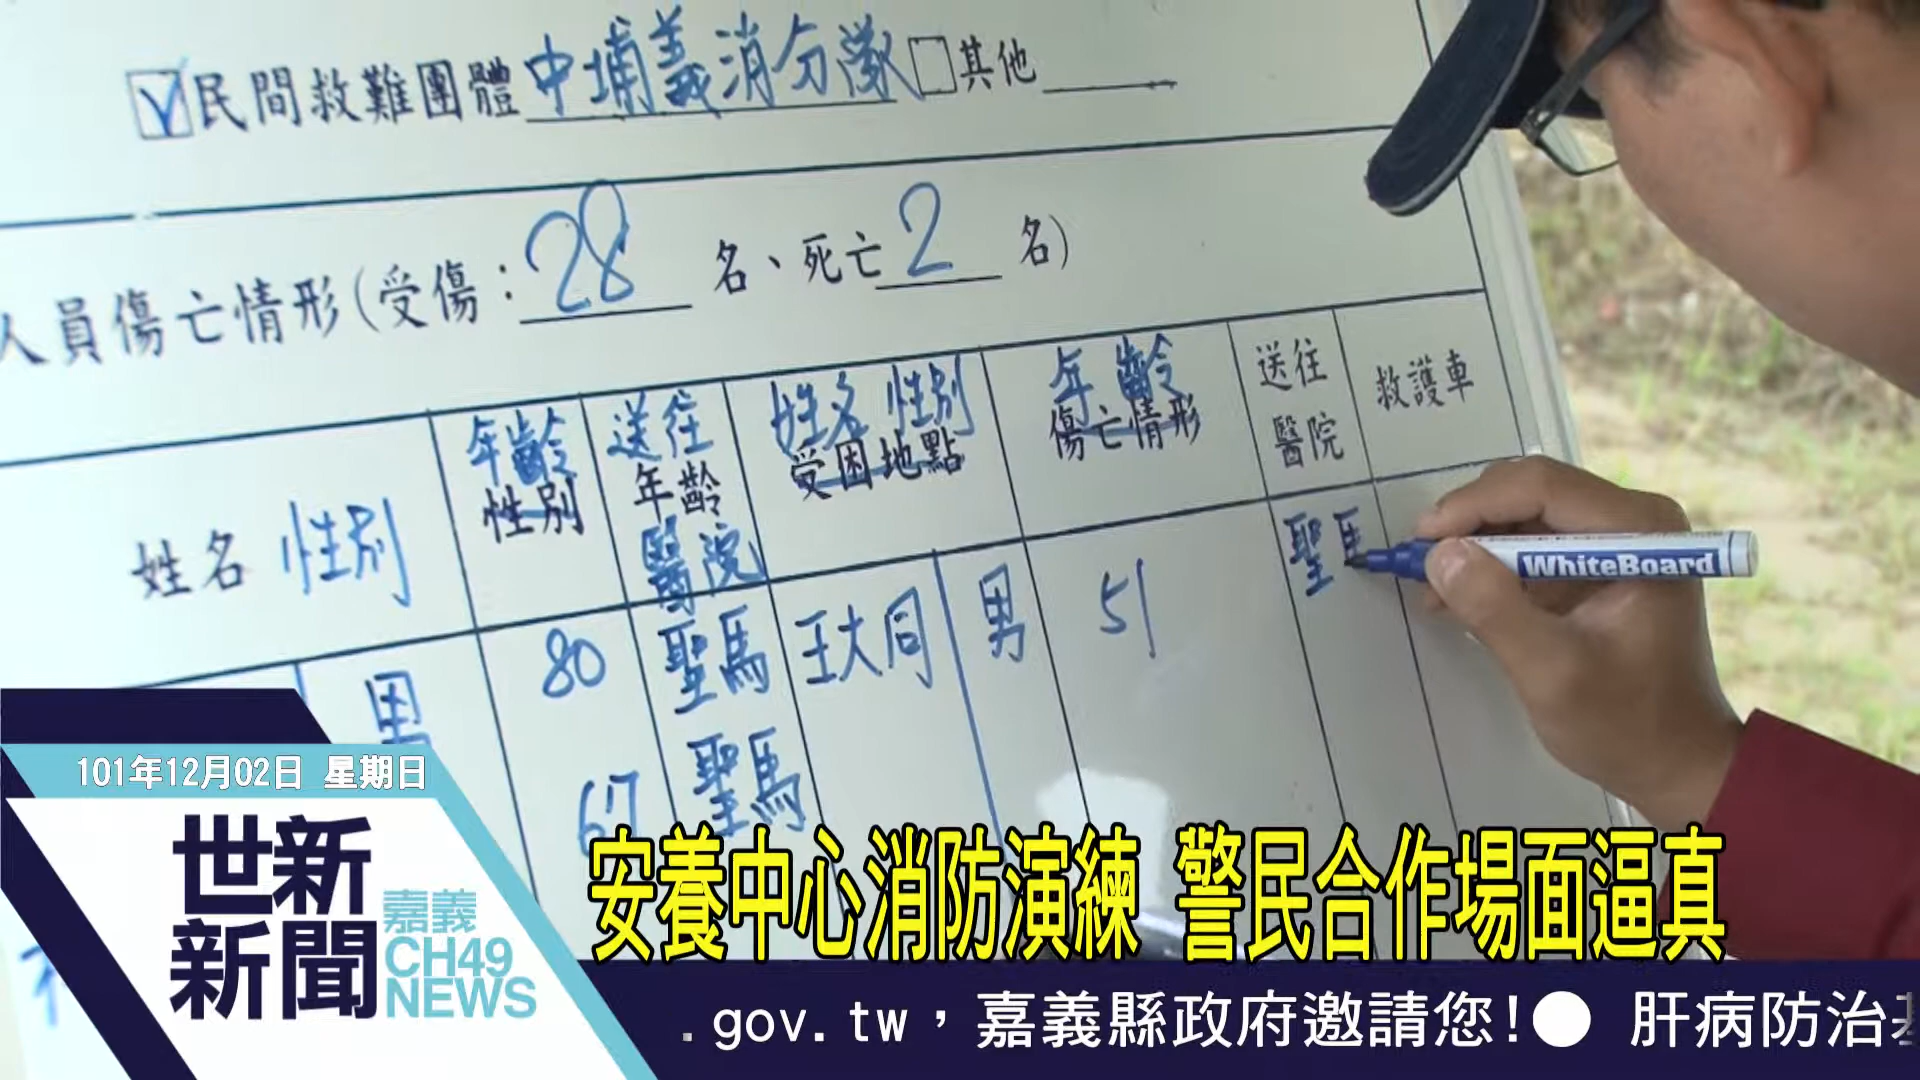 ☑民間救難團體中埔義消分隊□其他
人員傷亡情形(受傷：28名、死亡2名)
姓名 性別
年齡
性別
送往
年齡
醫院
姓名 性別
受困地點
年齡
傷亡情形
送往
醫院
救護車
男 80 聖馬 王大同 男 51 聖馬
67 聖馬
WhiteBoard
101年12月02日 星期日
世新
新聞
嘉義
CH49
NEWS
安養中心消防演練 警民合作場面逼真
.gov.tw，嘉義縣政府邀請您!● 肝病防治基